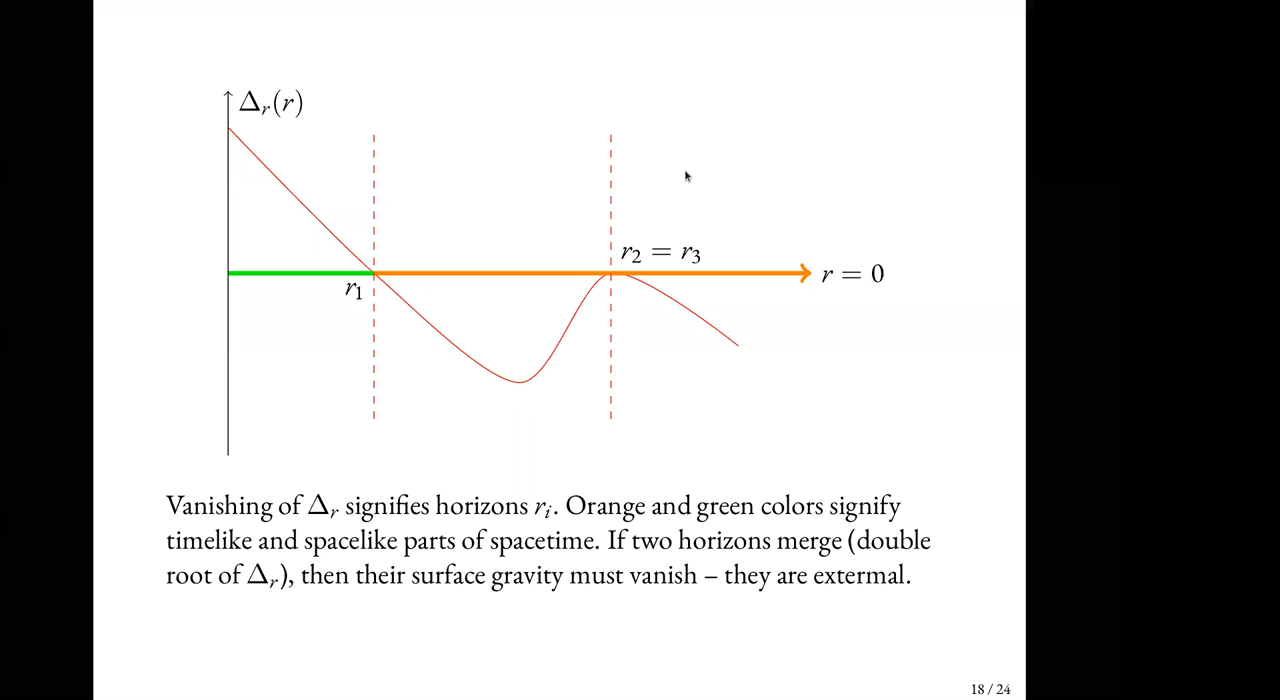 Δᵣ(r)
r₂ = r₃
r = 0
r₁
Vanishing of Δᵣ signifies horizons rᵢ. Orange and green colors signify
timelike and spacelike parts of spacetime. If two horizons merge (double
root of Δᵣ), then their surface gravity must vanish – they are extermal.
18 / 24